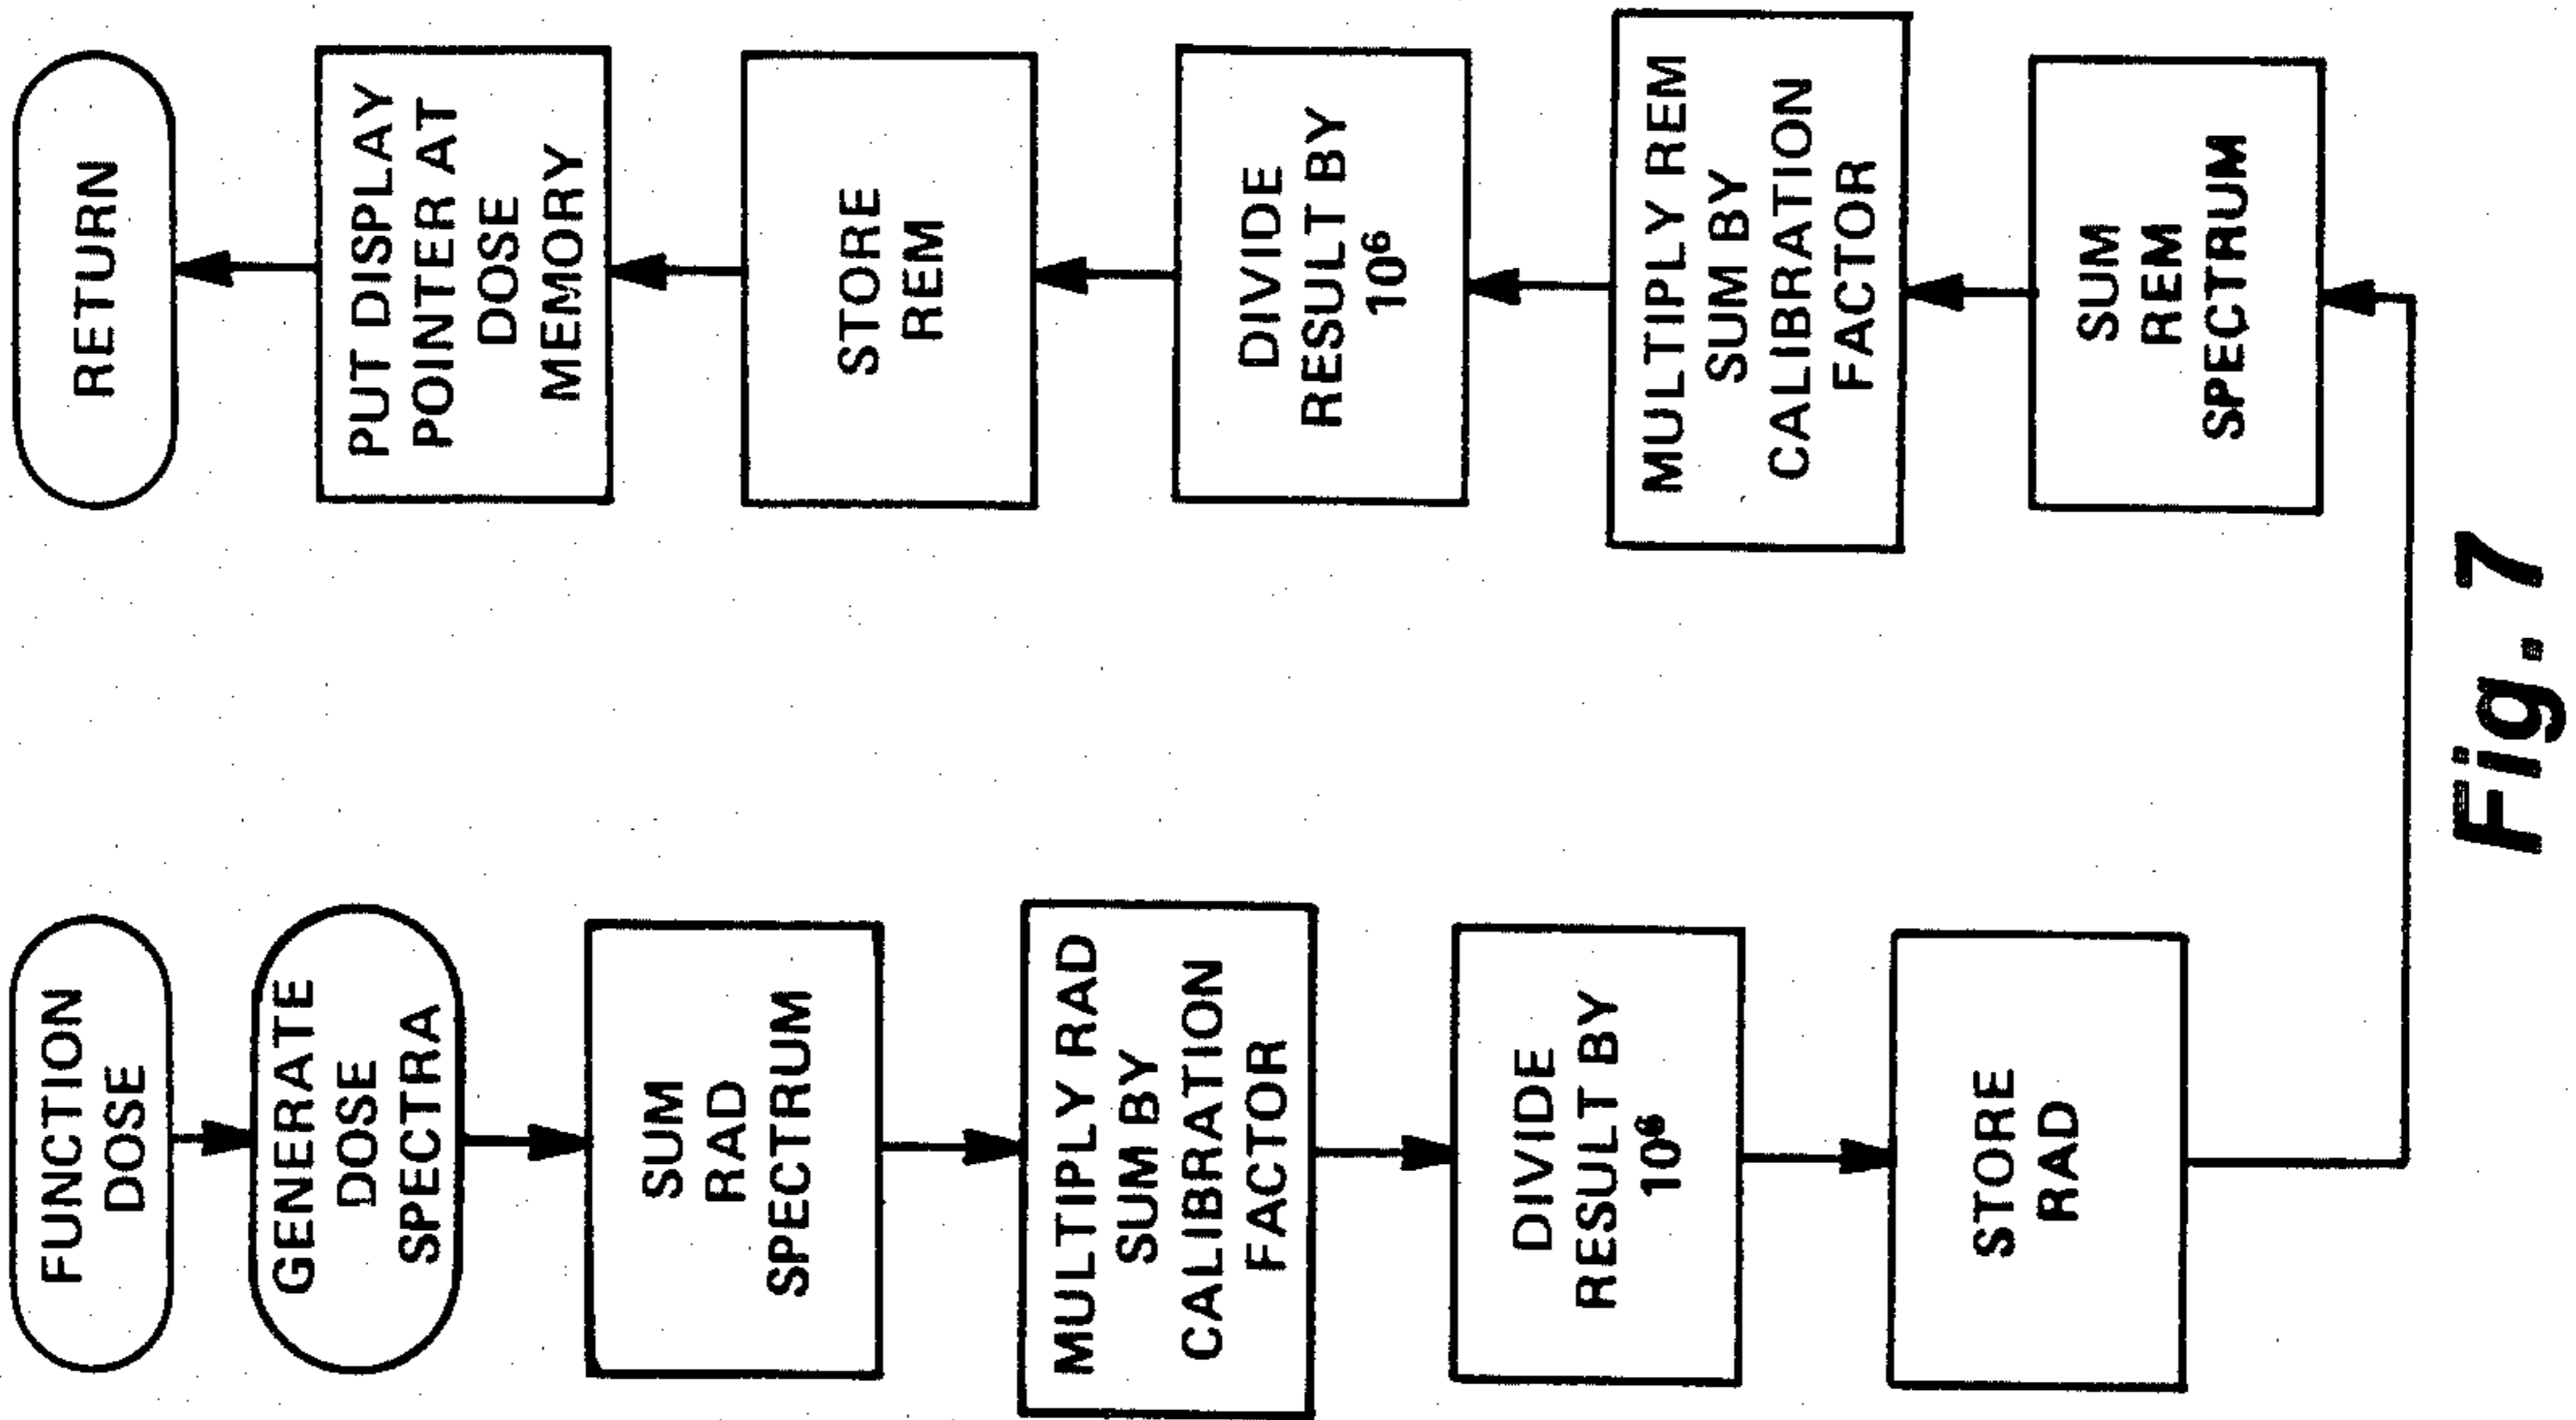 FUNCTION
DOSE
GENERATE
DOSE
SPECTRA
SUM
RAD
SPECTRUM
MULTIPLY RAD
SUM BY
CALIBRATION
FACTOR
DIVIDE
RESULT BY
10⁶
STORE
RAD
SUM
REM
SPECTRUM
MULTIPLY REM
SUM BY
CALIBRATION
FACTOR
DIVIDE
RESULT BY
10⁶
STORE
REM
PUT DISPLAY
POINTER AT
DOSE
MEMORY
RETURN
Fig. 7